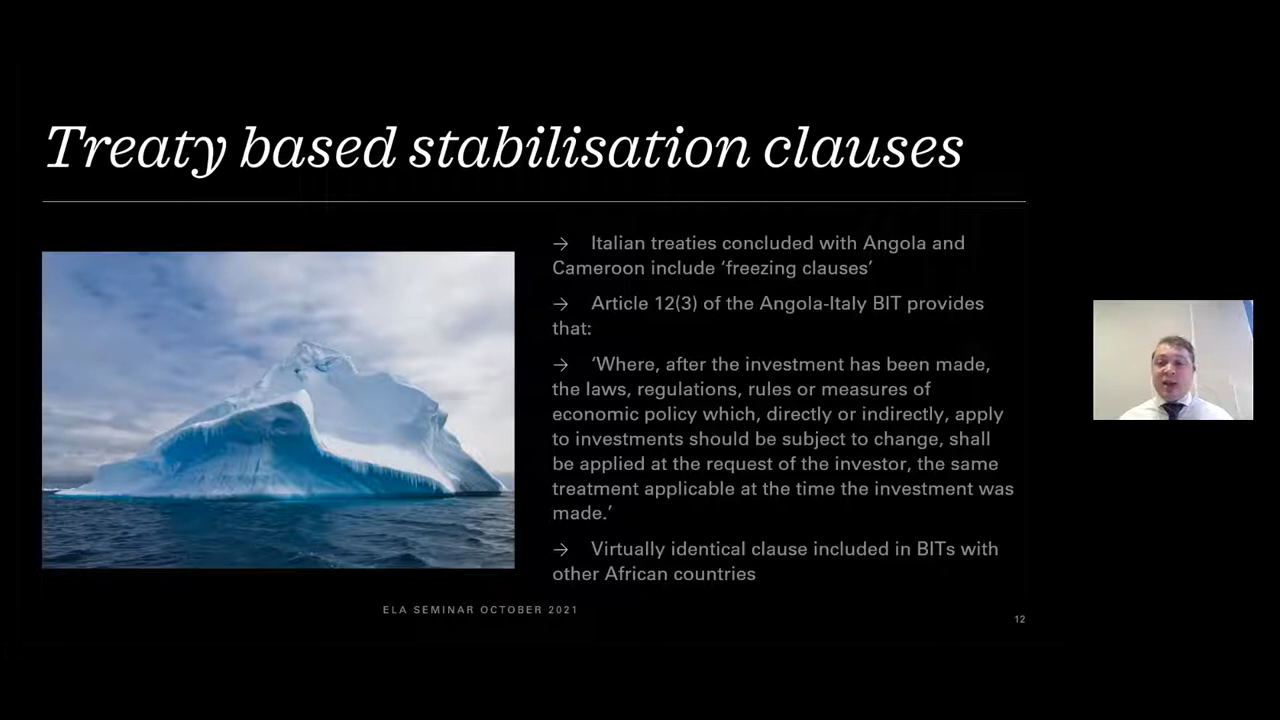 Treaty based stabilisation clauses
→ Italian treaties concluded with Angola and
Cameroon include ‘freezing clauses’
→ Article 12(3) of the Angola-Italy BIT provides
that:
→ ‘Where, after the investment has been made,
the laws, regulations, rules or measures of
economic policy which, directly or indirectly, apply
to investments should be subject to change, shall
be applied at the request of the investor, the same
treatment applicable at the time the investment was
made.’
→ Virtually identical clause included in BITs with
other African countries
ELA SEMINAR OCTOBER 2021
12